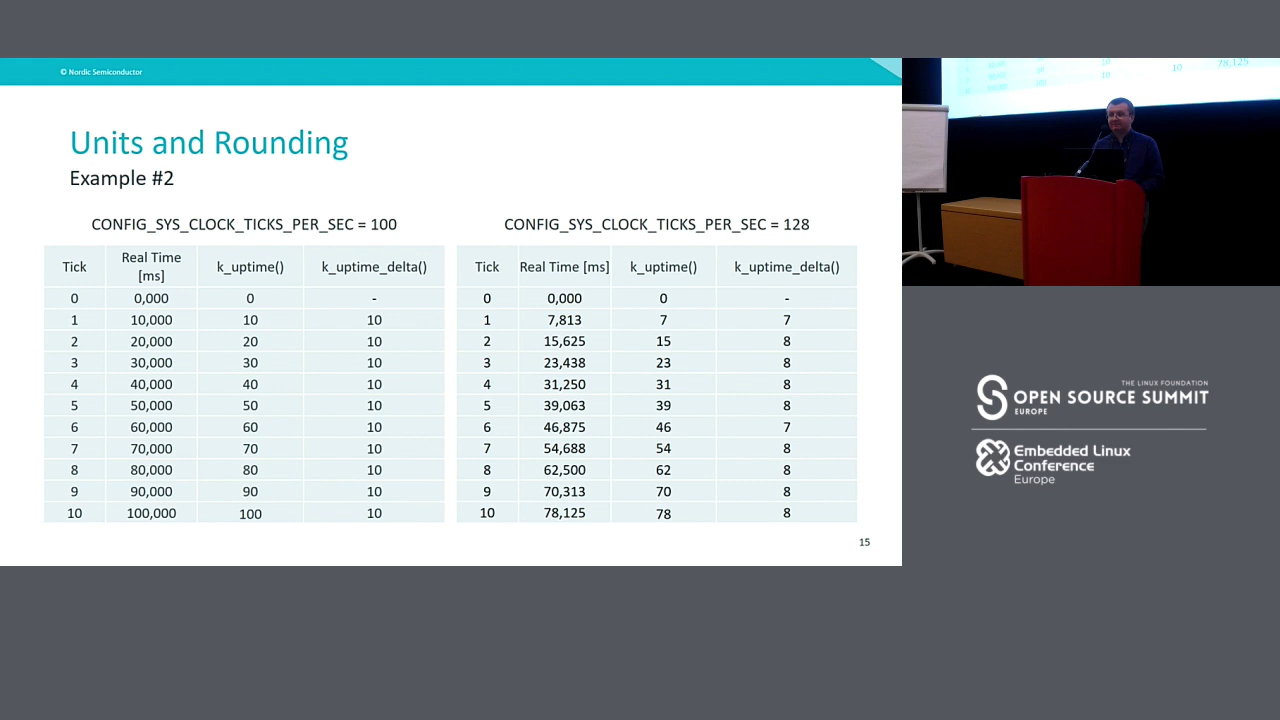 © Nordic Semiconductor
Units and Rounding
Example #2
CONFIG_SYS_CLOCK_TICKS_PER_SEC = 100
Tick Real Time [ms] k_uptime() k_uptime_delta()
0 0,000 0 -
1 10,000 10 10
2 20,000 20 10
3 30,000 30 10
4 40,000 40 10
5 50,000 50 10
6 60,000 60 10
7 70,000 70 10
8 80,000 80 10
9 90,000 90 10
10 100,000 100 10
CONFIG_SYS_CLOCK_TICKS_PER_SEC = 128
Tick Real Time [ms] k_uptime() k_uptime_delta()
0 0,000 0 -
1 7,813 7 7
2 15,625 15 8
3 23,438 23 8
4 31,250 31 8
5 39,063 39 8
6 46,875 46 7
7 54,688 54 8
8 62,500 62 8
9 70,313 70 8
10 78,125 78 8
15
10 78,125
THE LINUX FOUNDATION
OPEN SOURCE SUMMIT
EUROPE
Embedded Linux
Conference
Europe